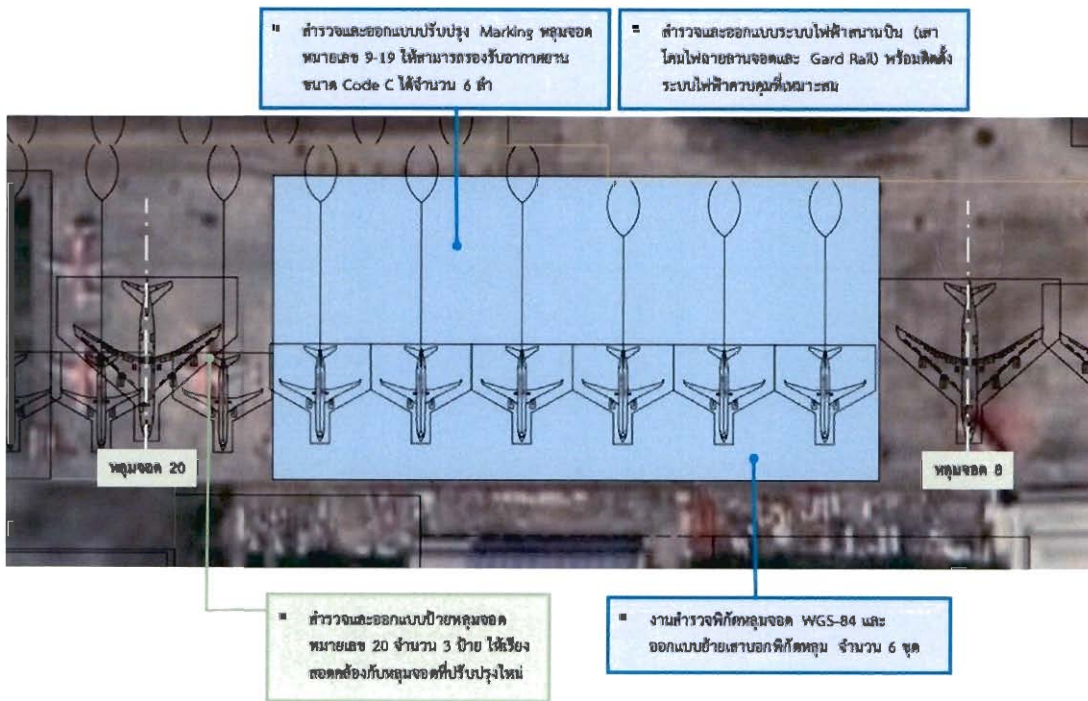 สำรวจและออกแบบปรับปรุง Marking หลุมจอด
หมายเลข 9-19 ให้สามารถรองรับอากาศยาน
ขนาด Code C ได้จำนวน 6 ลำ
สำรวจและออกแบบระบบไฟฟ้าสนามบิน (เสา
โคมไฟฉายลานจอดและ Gard Rail) พร้อมติดตั้ง
ระบบไฟฟ้าควบคุมที่เหมาะสม
หลุมจอด 20
หลุมจอด 8
สำรวจและออกแบบป้ายหลุมจอด
หมายเลข 20 จำนวน 3 ป้าย ให้เรียง
สอดคล้องกับหลุมจอดที่ปรับปรุงใหม่
งานสำรวจพิกัดหลุมจอด WGS-84 และ
ออกแบบย้ายเสาบอกพิกัดหลุม จำนวน 6 ชุด